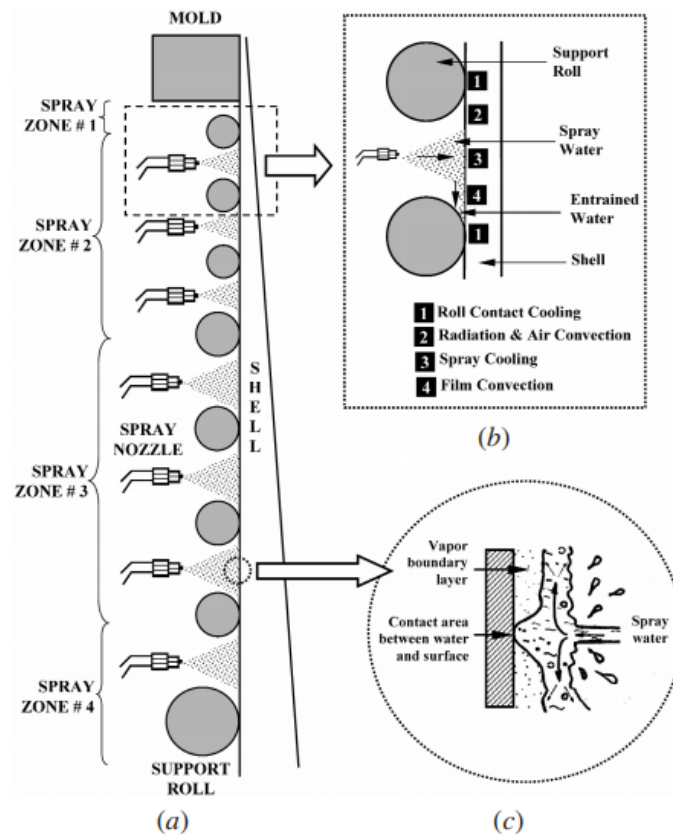 MOLD
SPRAY
ZONE # 1
SPRAY
ZONE # 2
SPRAY
NOZZLE
SPRAY
ZONE # 3
SPRAY
ZONE # 4
S
H
E
L
L
SUPPORT
ROLL
(a)
Support
Roll
1
2
Spray
Water
3
4
Entrained
Water
1
Shell
1 Roll Contact Cooling
2 Radiation & Air Convection
3 Spray Cooling
4 Film Convection
(b)
Vapor
boundary
layer
Contact area
between water
and surface
Spray
water
(c)